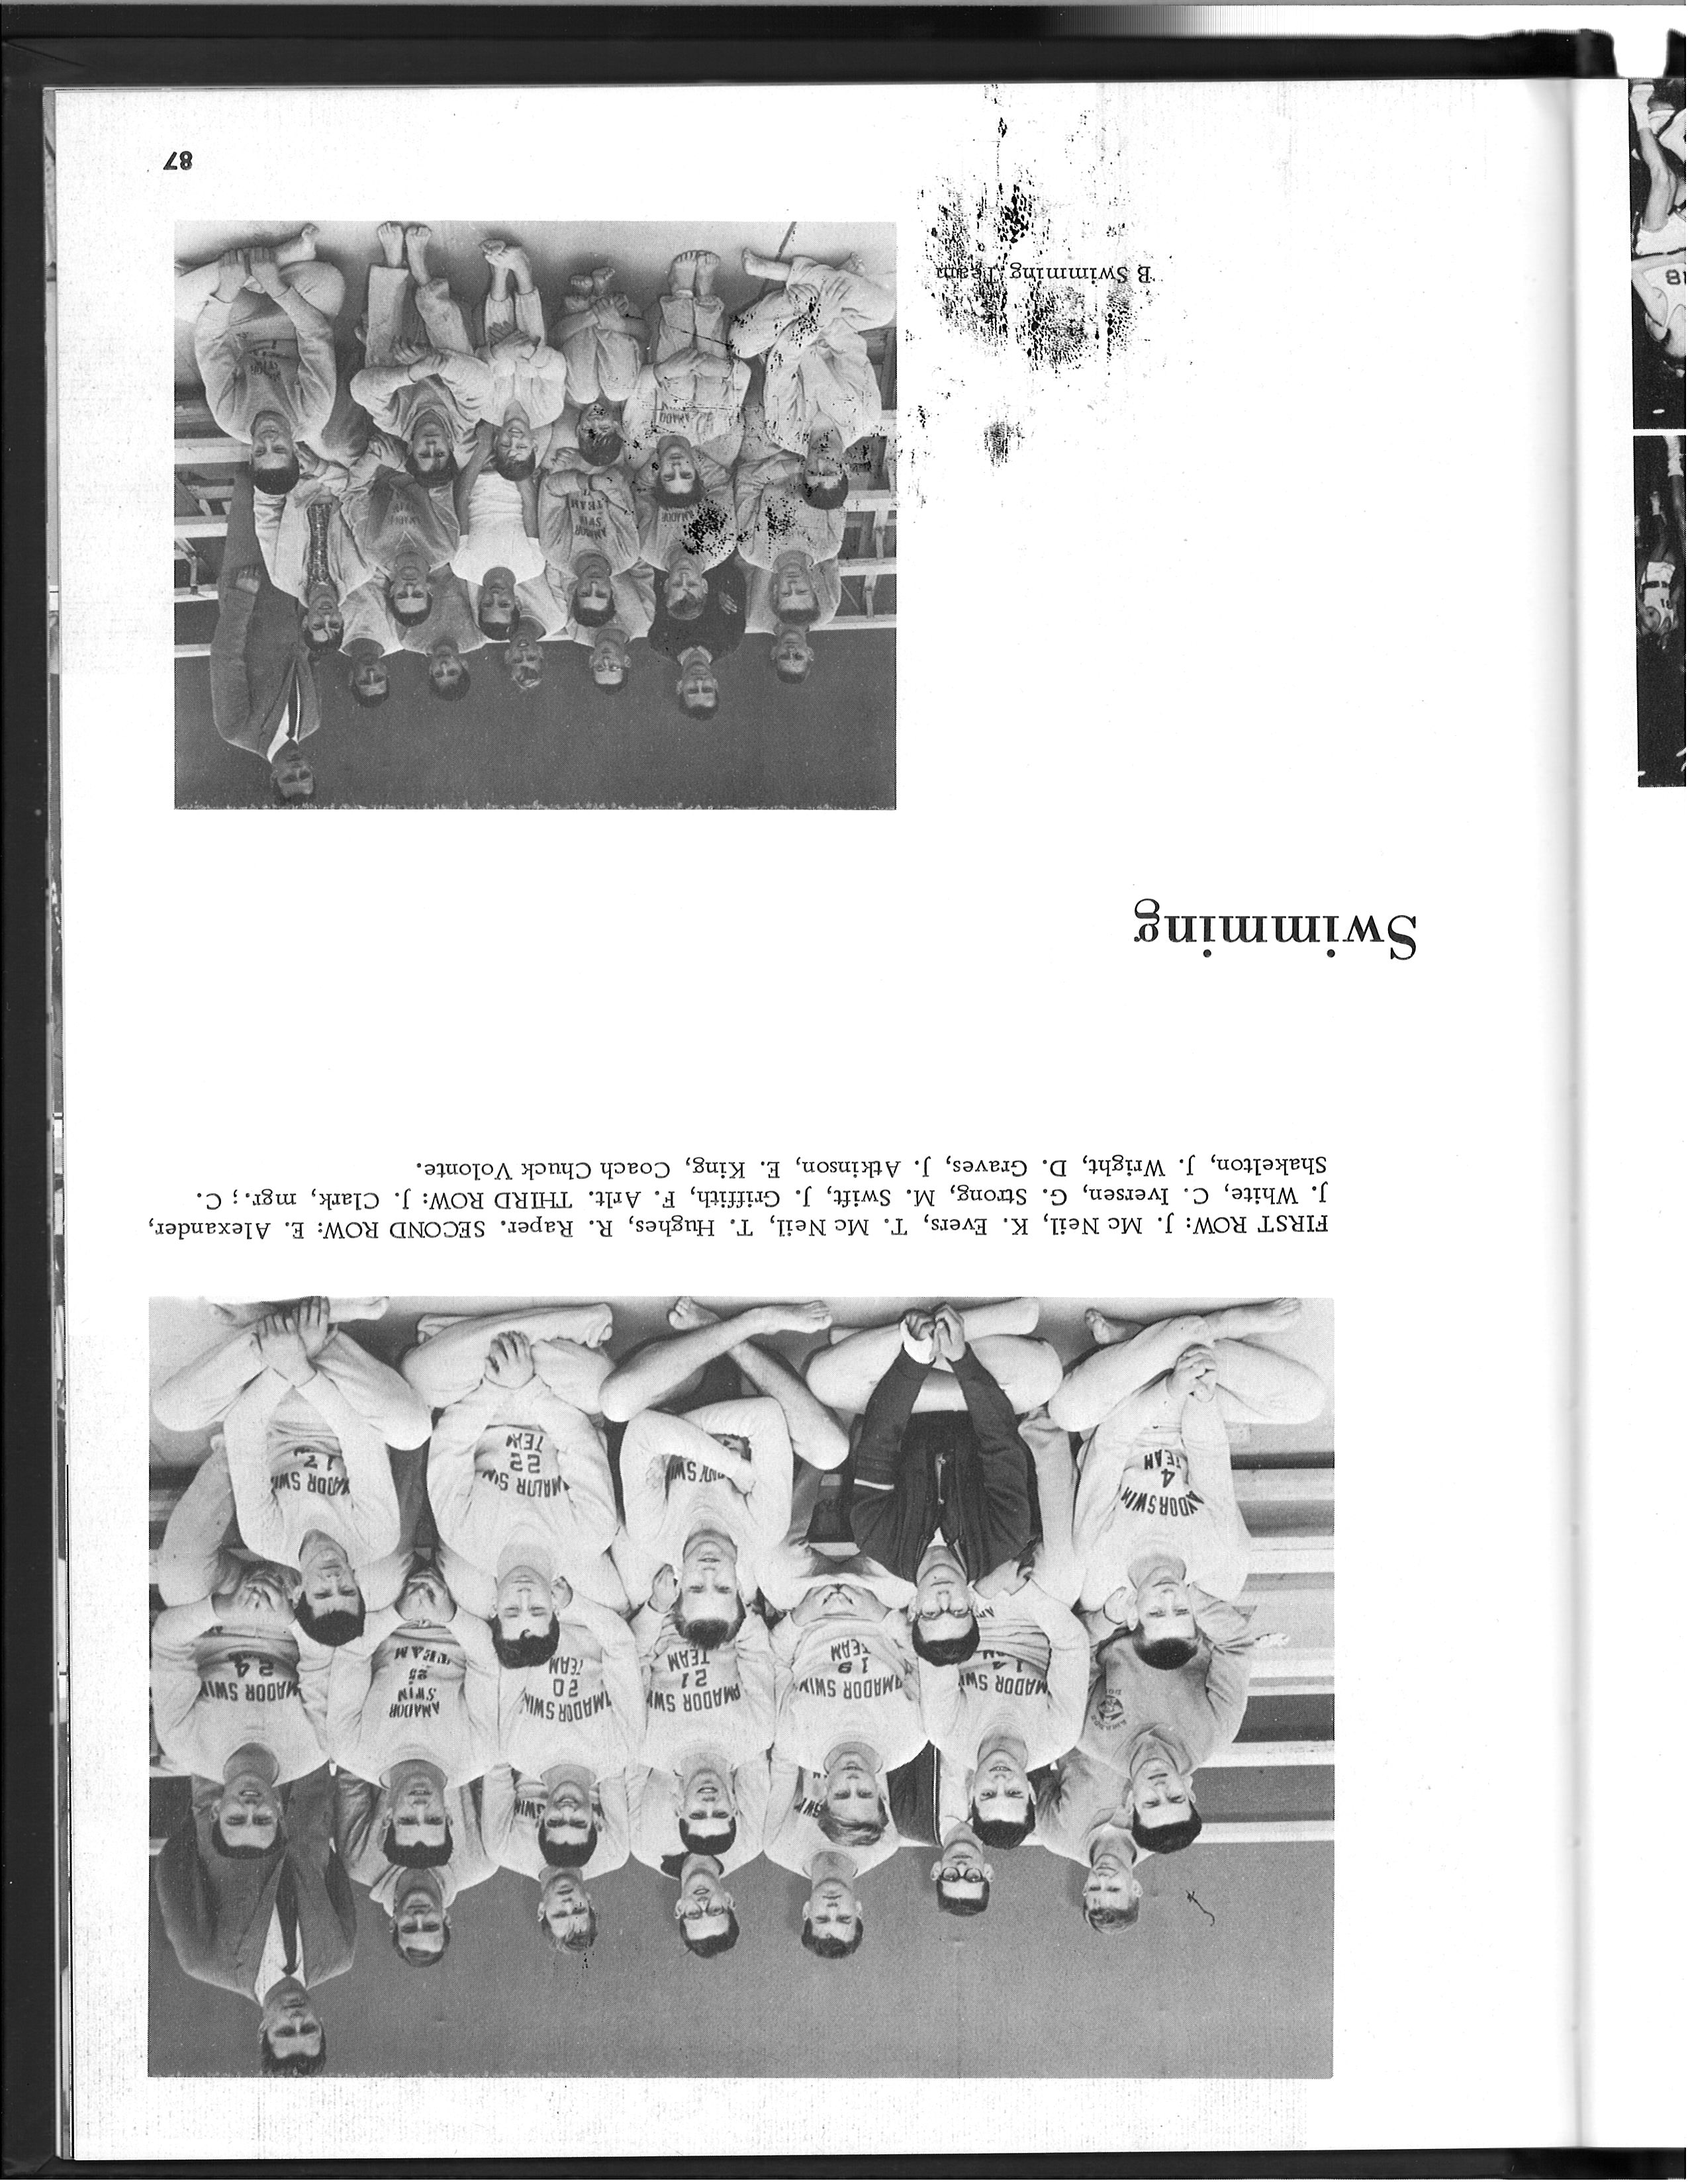 AMADOR SWIM
14
AMADOR SWIM
19
TEAM
AMADOR SWIM
21
TEAM
AMADOR SWIM
20
TEAM
AMADOR
SWIM
25
TEAM
AMADOR SWIM
24
AMADOR SWIM
4
TEAM
SWIM
AMADOR SWIM
22
TEAM
AMADOR SWIM
17
FIRST ROW: J. Mc Neil, K. Evers, T. Mc Neil, T. Hughes, R. Raper. SECOND ROW: E. Alexander,
J. White, C. Iversen, G. Strong, M. Swift, J. Griffith, F. Arlt. THIRD ROW: J. Clark, mgr.; C.
Shakelton, J. Wright, D. Graves, J. Atkinson, E. King, Coach Chuck Volonte.
Swimming
AMADOR
SWIM
TEAM
AMADOR
B Swimming Team
18
87